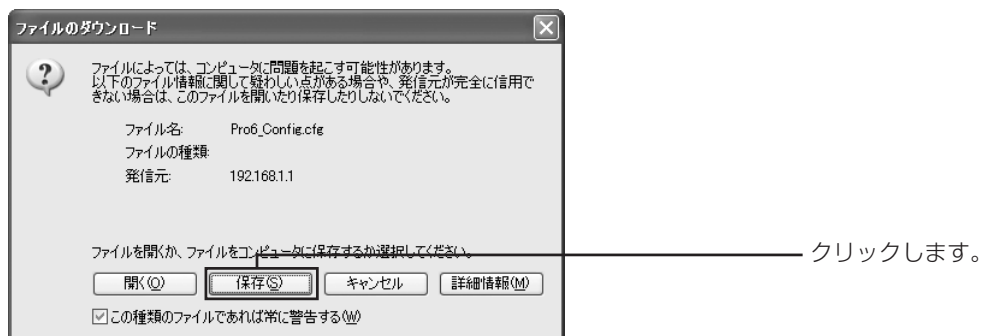 ファイルのダウンロード
ファイルによっては、コンピュータに問題を起こす可能性があります。
以下のファイル情報に関して疑わしい点がある場合や、発信元が完全に信用で
きない場合は、このファイルを開いたり保存したりしないでください。
ファイル名: Pro6_Config.cfg
ファイルの種類:
発信元: 192.168.1.1
ファイルを開くか、ファイルをコンピュータに保存するか選択してください。
クリックします。
開く(O) 保存(S) キャンセル 詳細情報(M)
この種類のファイルであれば常に警告する(W)